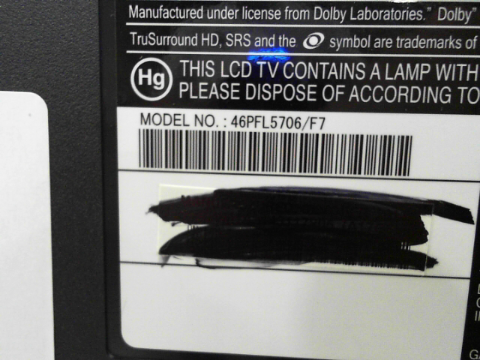 Manufactured under license from Dolby Laboratories." Dolby
TruSurround HD, SRS and the symbol are trademarks of
Hg THIS LCD TV CONTAINS A LAMP WITH
PLEASE DISPOSE OF ACCORDING TO
MODEL NO. : 46PFL5706/F7